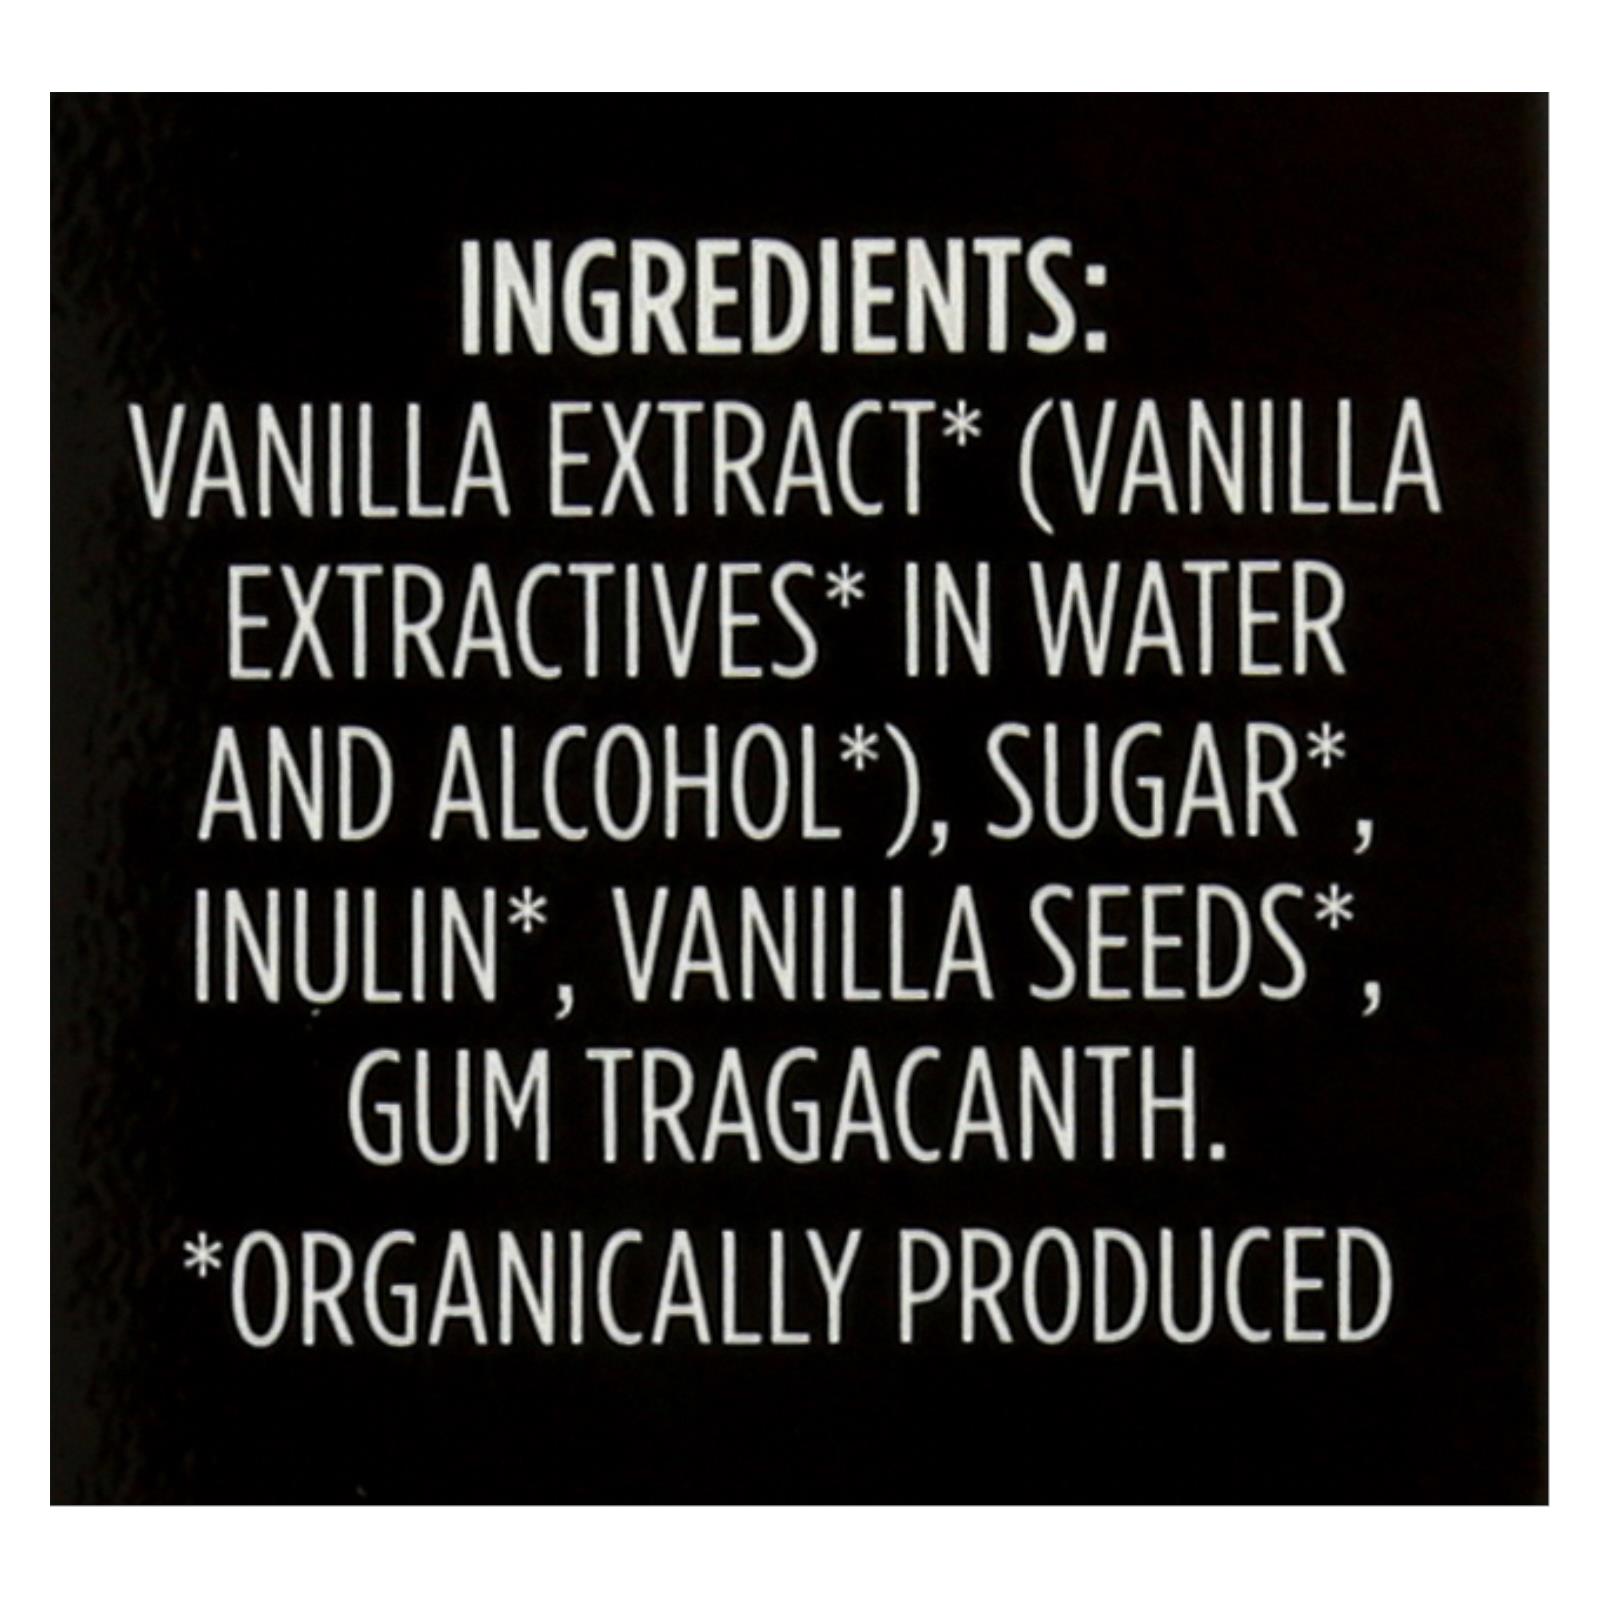 INGREDIENTS:
VANILLA EXTRACT* (VANILLA
EXTRACTIVES* IN WATER
AND ALCOHOL*), SUGAR*,
INULIN*, VANILLA SEEDS*,
GUM TRAGACANTH.
*ORGANICALLY PRODUCED